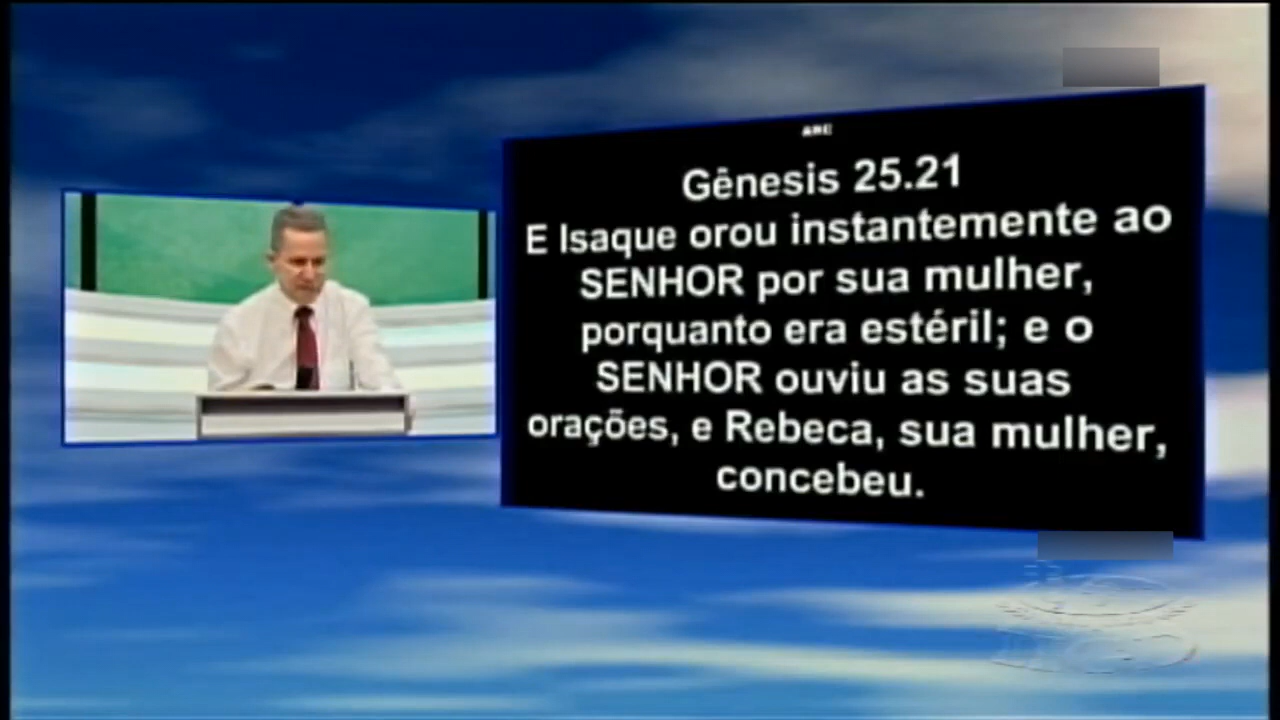 ARC
Gênesis 25.21
E Isaque orou instantemente ao
SENHOR por sua mulher,
porquanto era estéril; e o
SENHOR ouviu as suas
orações, e Rebeca, sua mulher,
concebeu.